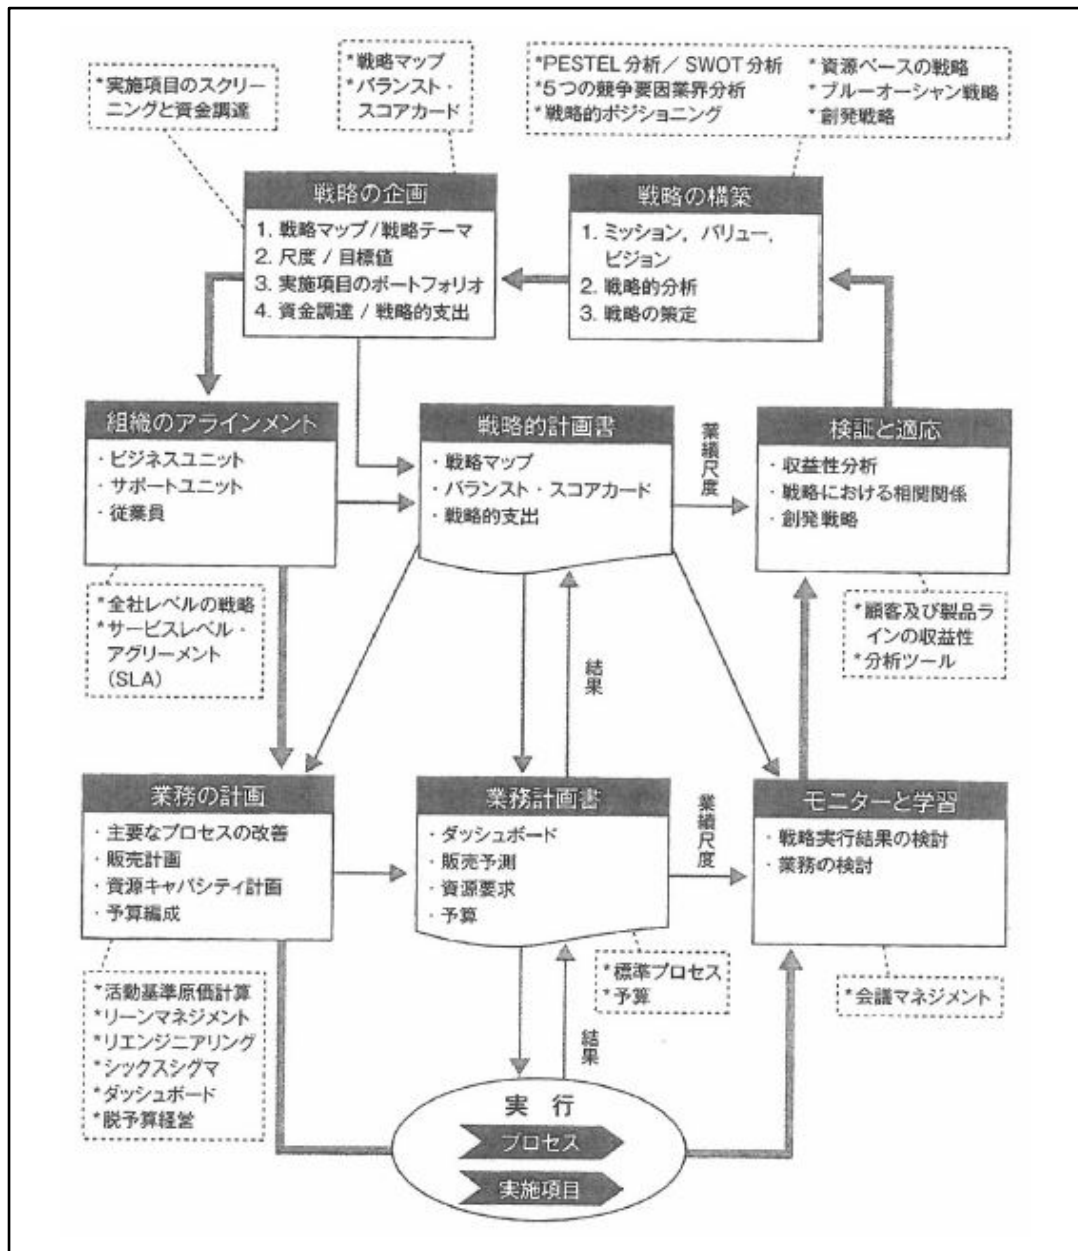 *実施項目のスクリー
ニングと資金調達
*戦略マップ
*バランスト・
スコアカード
*PESTEL分析／SWOT分析
*5つの競争要因業界分析
*戦略的ポジショニング
*資源ベースの戦略
*ブルーオーシャン戦略
*創発戦略
戦略の企画
1. 戦略マップ/戦略テーマ
2. 尺度 / 目標値
3. 実施項目のポートフォリオ
4. 資金調達 / 戦略的支出
戦略の構築
1. ミッション，バリュー，
ビジョン
2. 戦略的分析
3. 戦略の策定
組織のアラインメント
・ビジネスユニット
・サポートユニット
・従業員
戦略的計画書
・戦略マップ
・バランスト・スコアカード
・戦略的支出
業績尺度
検証と適応
・収益性分析
・戦略における相関関係
・創発戦略
*全社レベルの戦略
*サービスレベル・
アグリーメント
(SLA)
結果
*顧客及び製品ラ
インの収益性
*分析ツール
業務の計画
・主要なプロセスの改善
・販売計画
・資源キャパシティ計画
・予算編成
業務計画書
・ダッシュボード
・販売予測
・資源要求
・予算
業績尺度
モニターと学習
・戦略実行結果の検討
・業務の検討
*活動基準原価計算
*リーンマネジメント
*リエンジニアリング
*シックスシグマ
*ダッシュボード
*脱予算経営
*標準プロセス
*予算
*会議マネジメント
結果
実 行
プロセス
実施項目